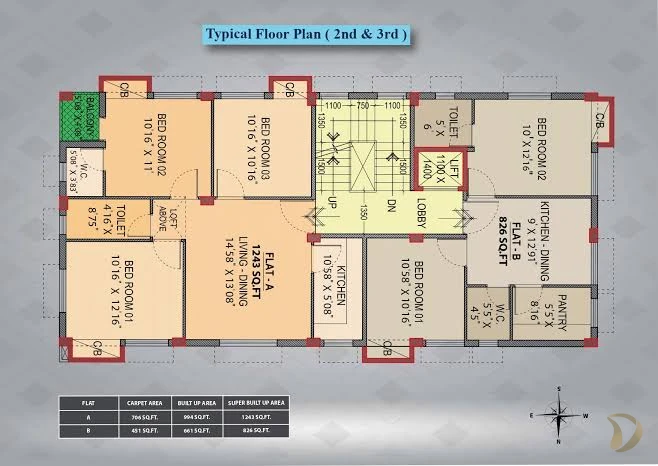 Typical Floor Plan ( 2nd & 3rd )
C/B
C/B
C/B
BALCONY
BED ROOM 02
10'16" X 11'
BED ROOM 03
10'16" X 10'16"
1100
750
1100
1350
1350
1500
1500
TOILET
5' X
6'
BED ROOM 02
10' X 12'16"
W.C.
5'08" X 3'83"
LIFT
1100 X
1400
TOILET
4'16" X
8'75"
LOFT
ABOVE
UP
DN
1350
LOBBY
FLAT - A
1243 SQ.FT
LIVING - DINING
14'58" X 13'08"
KITCHEN - DINING
9' X 12'91"
FLAT - B
826 SQ.FT
BED ROOM 01
10'16" X 12'16"
KITCHEN
10'58" X 5'08"
BED ROOM 01
10'58" X 10'16"
W.C.
5'5" X
4'5"
PANTRY
5'5" X
8'16"
C/B
C/B
FLAT CARPET AREA BUILT UP AREA SUPER BUILT UP AREA
A 706 SQ.FT. 994 SQ.FT. 1243 SQ.FT.
B 451 SQ.FT. 661 SQ.FT. 826 SQ.FT.
S
E W
N